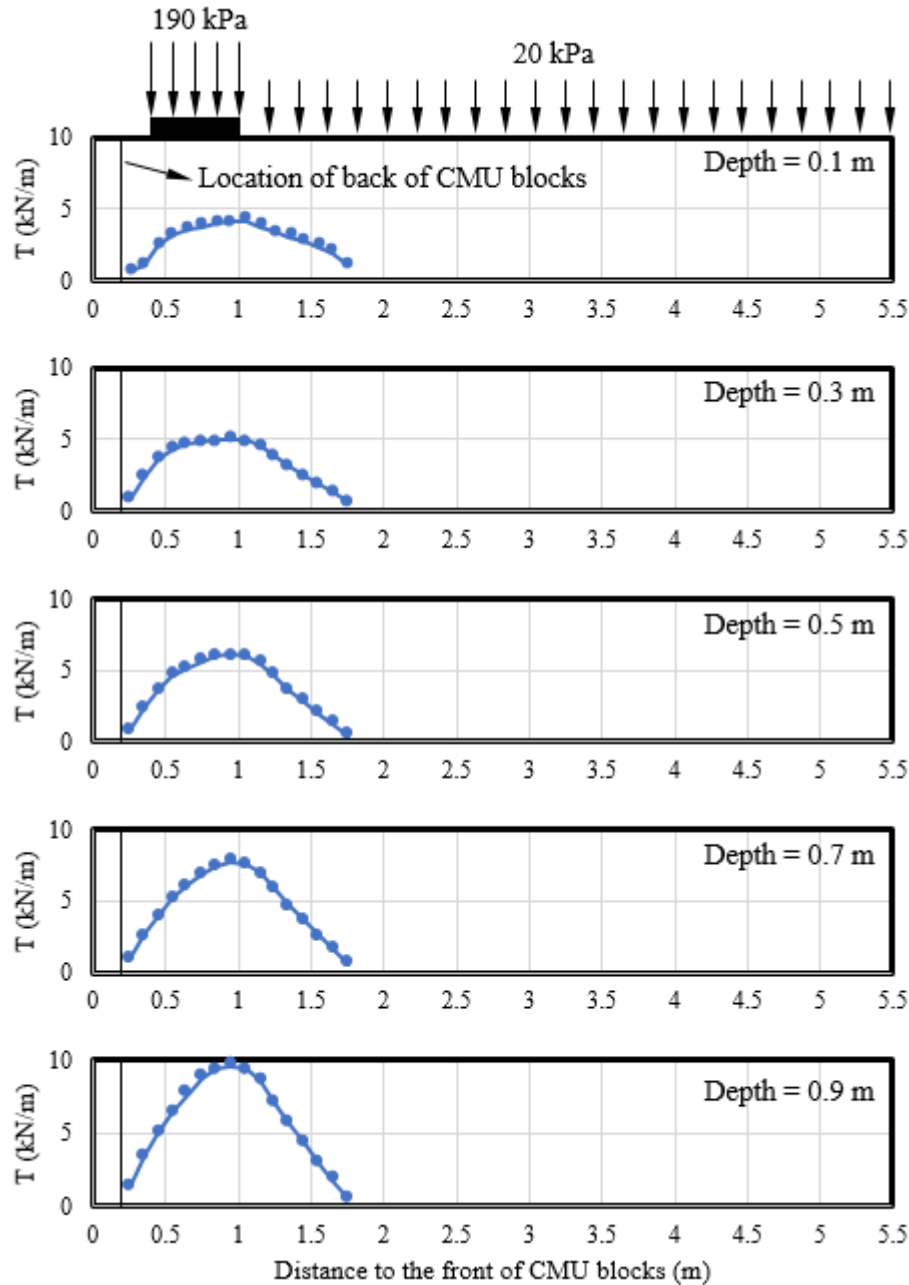 190 kPa
20 kPa
10
Depth = 0.1 m
Location of back of CMU blocks
T (kN/m)
5
0
0 0.5 1 1.5 2 2.5 3 3.5 4 4.5 5 5.5
10
Depth = 0.3 m
T (kN/m)
5
0
0 0.5 1 1.5 2 2.5 3 3.5 4 4.5 5 5.5
10
Depth = 0.5 m
T (kN/m)
5
0
0 0.5 1 1.5 2 2.5 3 3.5 4 4.5 5 5.5
10
Depth = 0.7 m
T (kN/m)
5
0
0 0.5 1 1.5 2 2.5 3 3.5 4 4.5 5 5.5
10
Depth = 0.9 m
T (kN/m)
5
0
0 0.5 1 1.5 2 2.5 3 3.5 4 4.5 5 5.5
Distance to the front of CMU blocks (m)